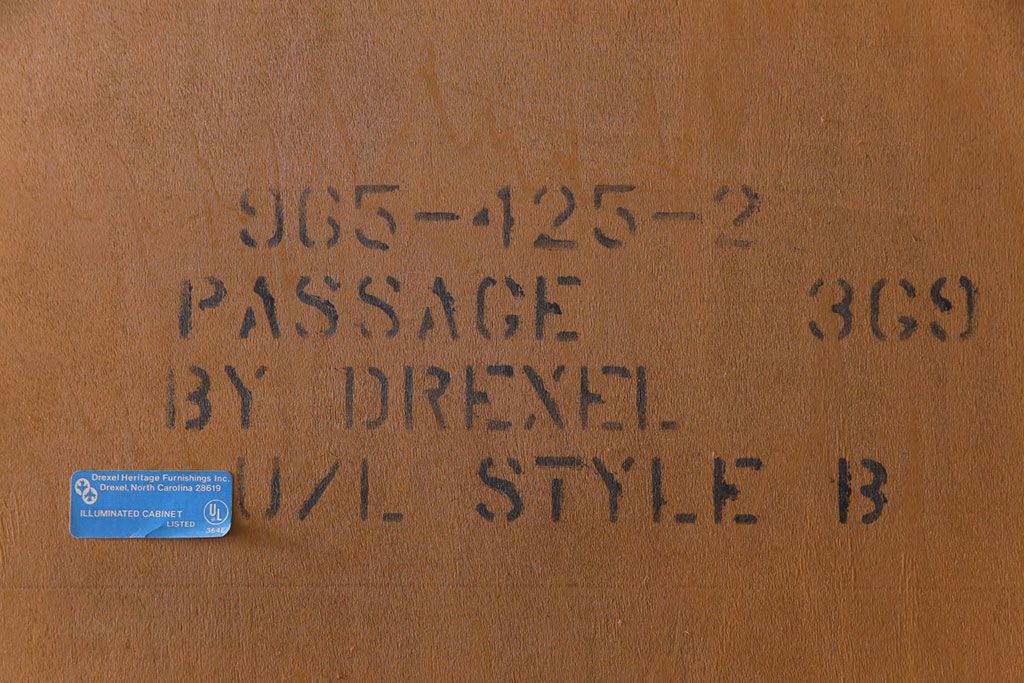 965-425-2
PASSAGE 369
BY DREXEL
U/L STYLE B
Drexel Heritage Furnishings Inc.
Drexel, North Carolina 28619
ILLUMINATED CABINET
LISTED
UL